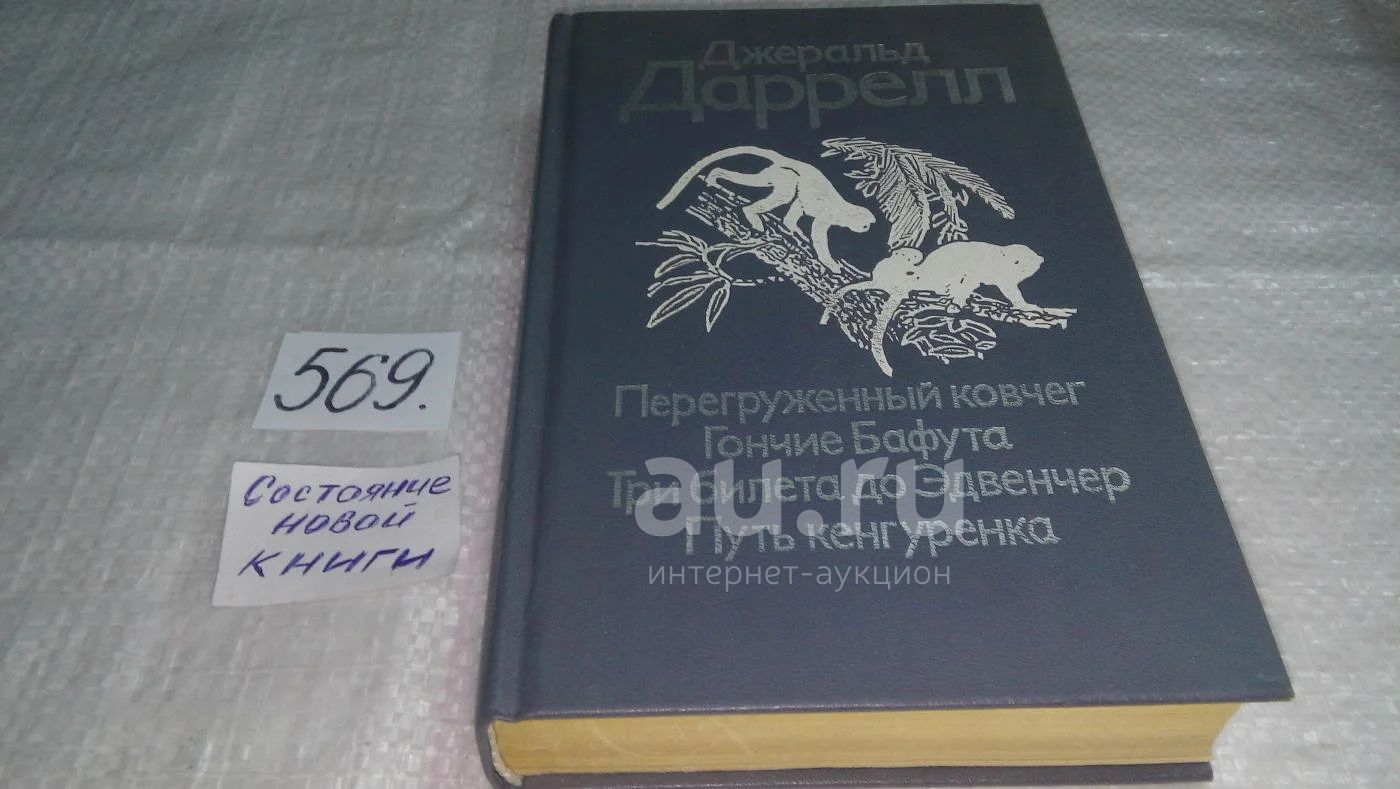 Джеральд
Даррелл
Перегруженный ковчег
Гончие Бафута
Три билета до Эдвенчер
Путь кенгуренка
569.
Состояние
новой
книги
au.ru
интернет-аукцион